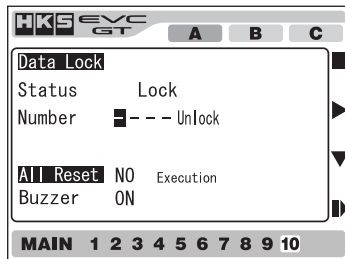 HKS EVC GT A B C
Data Lock
Status Lock
Number - - - - Unlock
All Reset NO Execution
Buzzer ON
MAIN 1 2 3 4 5 6 7 8 9 10